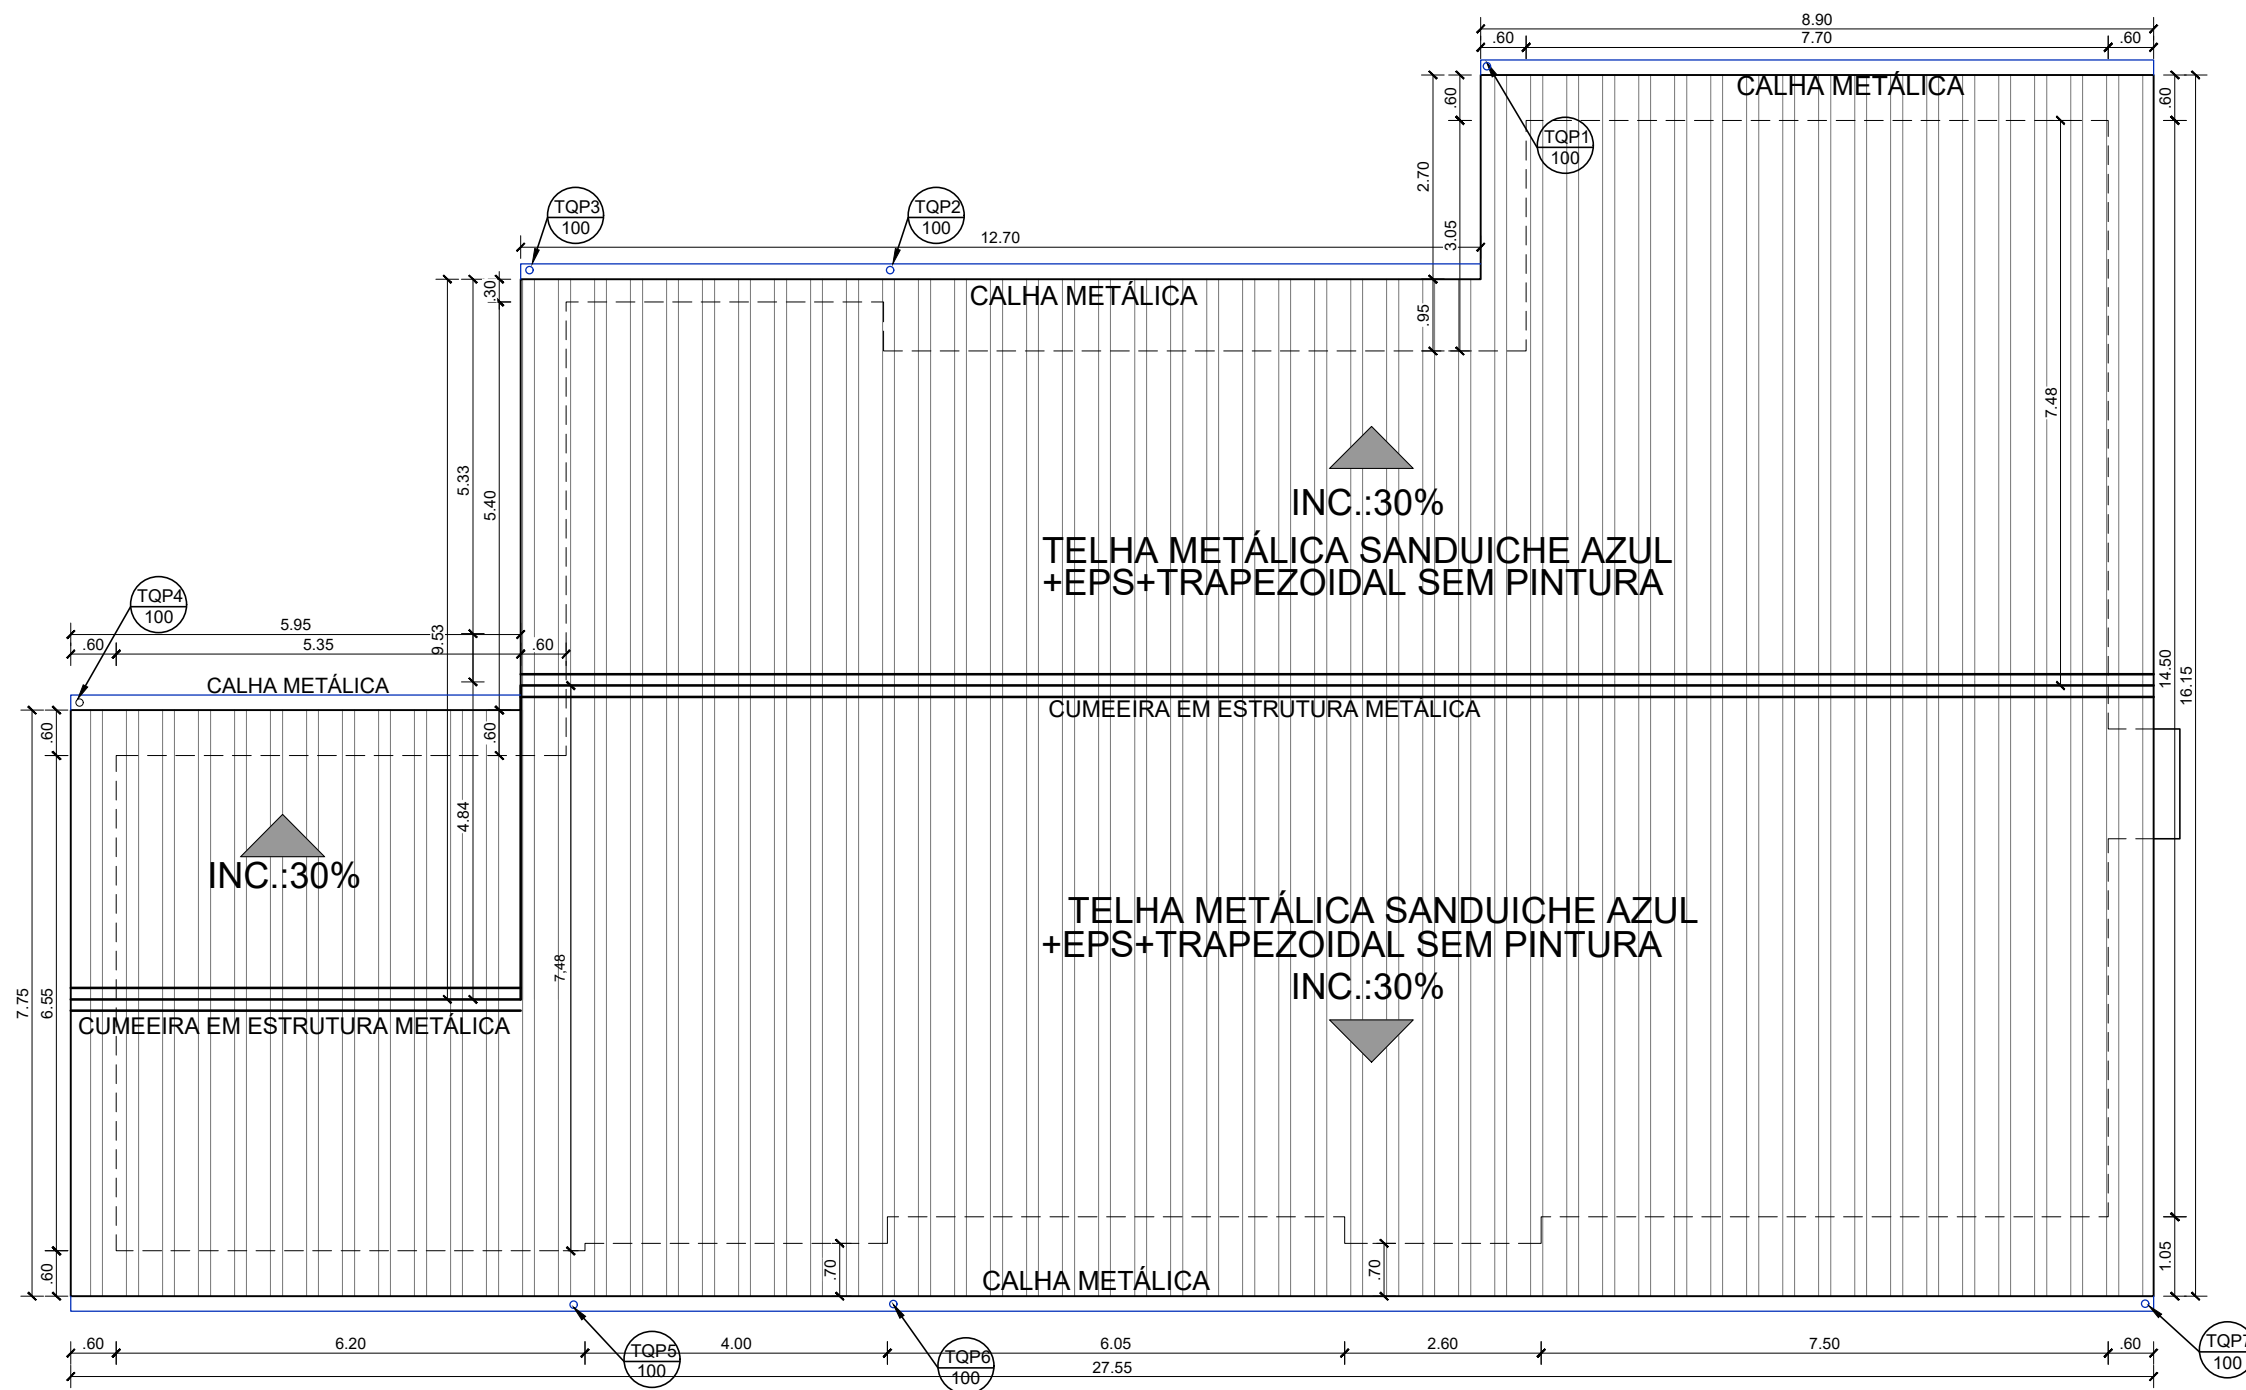 8.90
.60
7.70
.60
CALHA METÁLICA
.60
.60
TQP1
100
2.70
3.05
TQP3
100
TQP2
100
12.70
.30
CALHA METÁLICA
.95
7.48
5.33
5.40
INC.:30%
TELHA METÁLICA SANDUICHE AZUL
+EPS+TRAPEZOIDAL SEM PINTURA
TQP4
100
5.95
9.53
.60
5.35
.60
CALHA METÁLICA
14.50
16.15
CUMEEIRA EM ESTRUTURA METÁLICA
.60
.60
4.84
INC.:30%
TELHA METÁLICA SANDUICHE AZUL
+EPS+TRAPEZOIDAL SEM PINTURA
INC.:30%
7,48
7.75
6.55
CUMEEIRA EM ESTRUTURA METÁLICA
.60
.70
.70
1.05
CALHA METÁLICA
.60
6.20
4.00
6.05
2.60
7.50
.60
TQP5
100
TQP6
100
TQP7
100
27.55